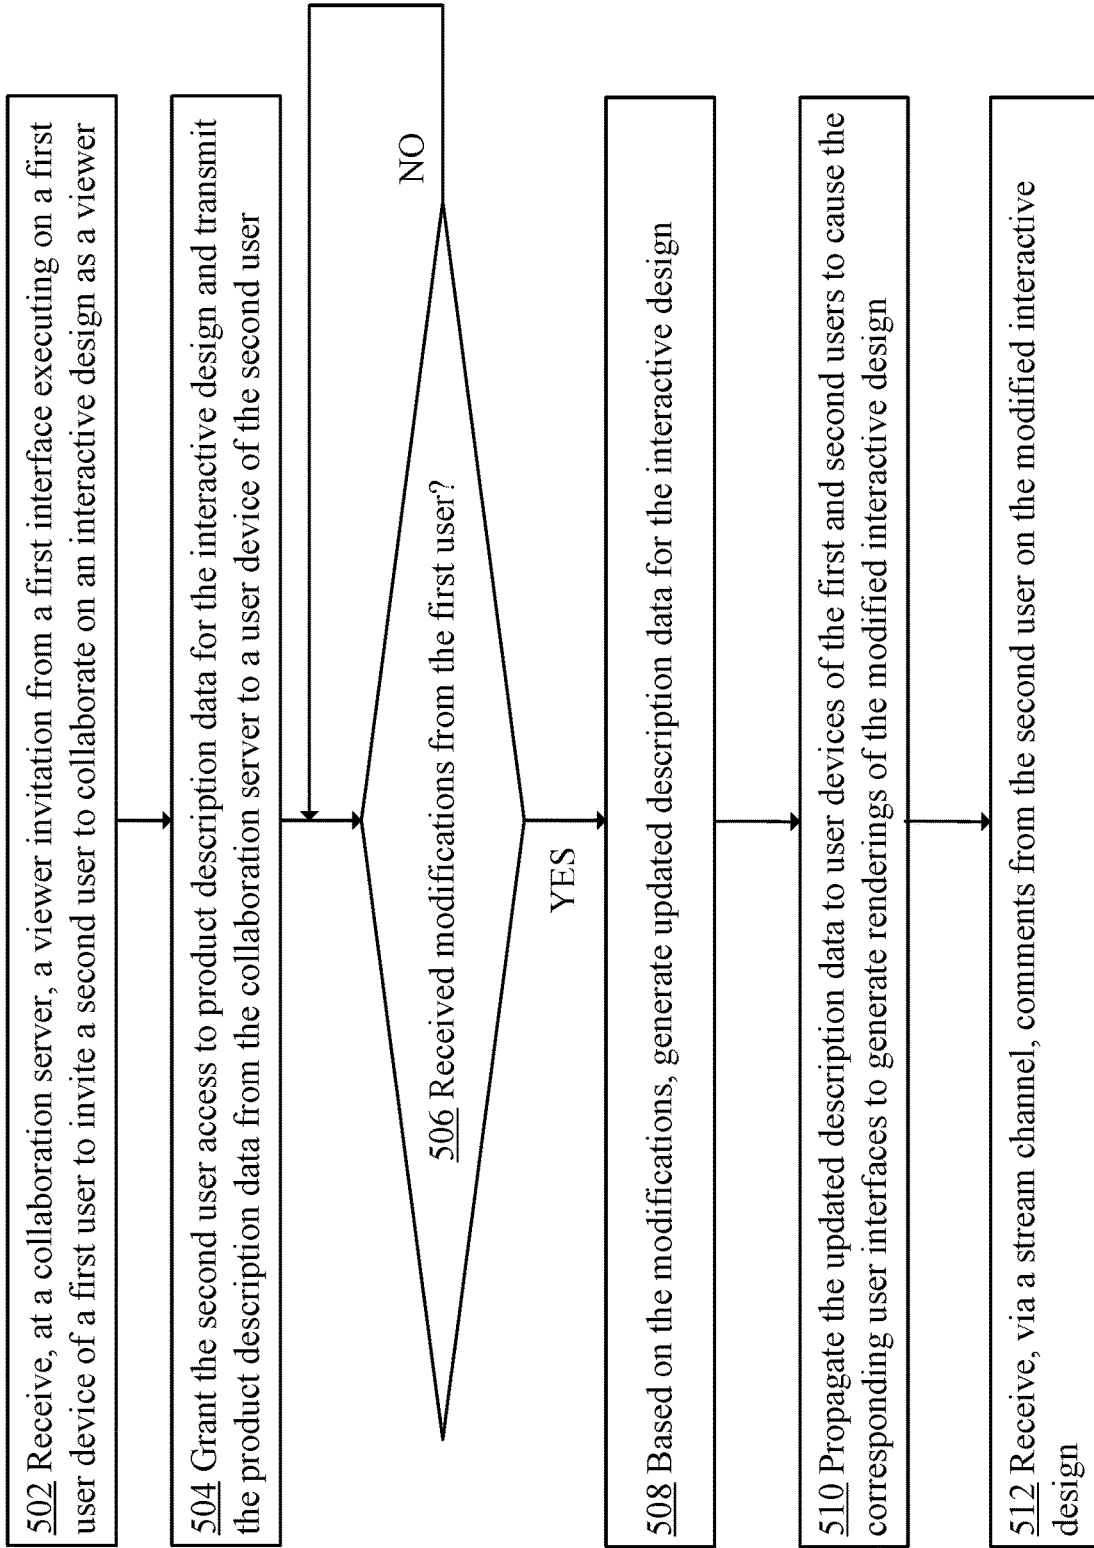 502 Receive, at a collaboration server, a viewer invitation from a first interface executing on a first
user device of a first user to invite a second user to collaborate on an interactive design as a viewer
504 Grant the second user access to product description data for the interactive design and transmit
the product description data from the collaboration server to a user device of the second user
506 Received modifications from the first user?
NO
YES
508 Based on the modifications, generate updated description data for the interactive design
510 Propagate the updated description data to user devices of the first and second users to cause the
corresponding user interfaces to generate renderings of the modified interactive design
512 Receive, via a stream channel, comments from the second user on the modified interactive
design